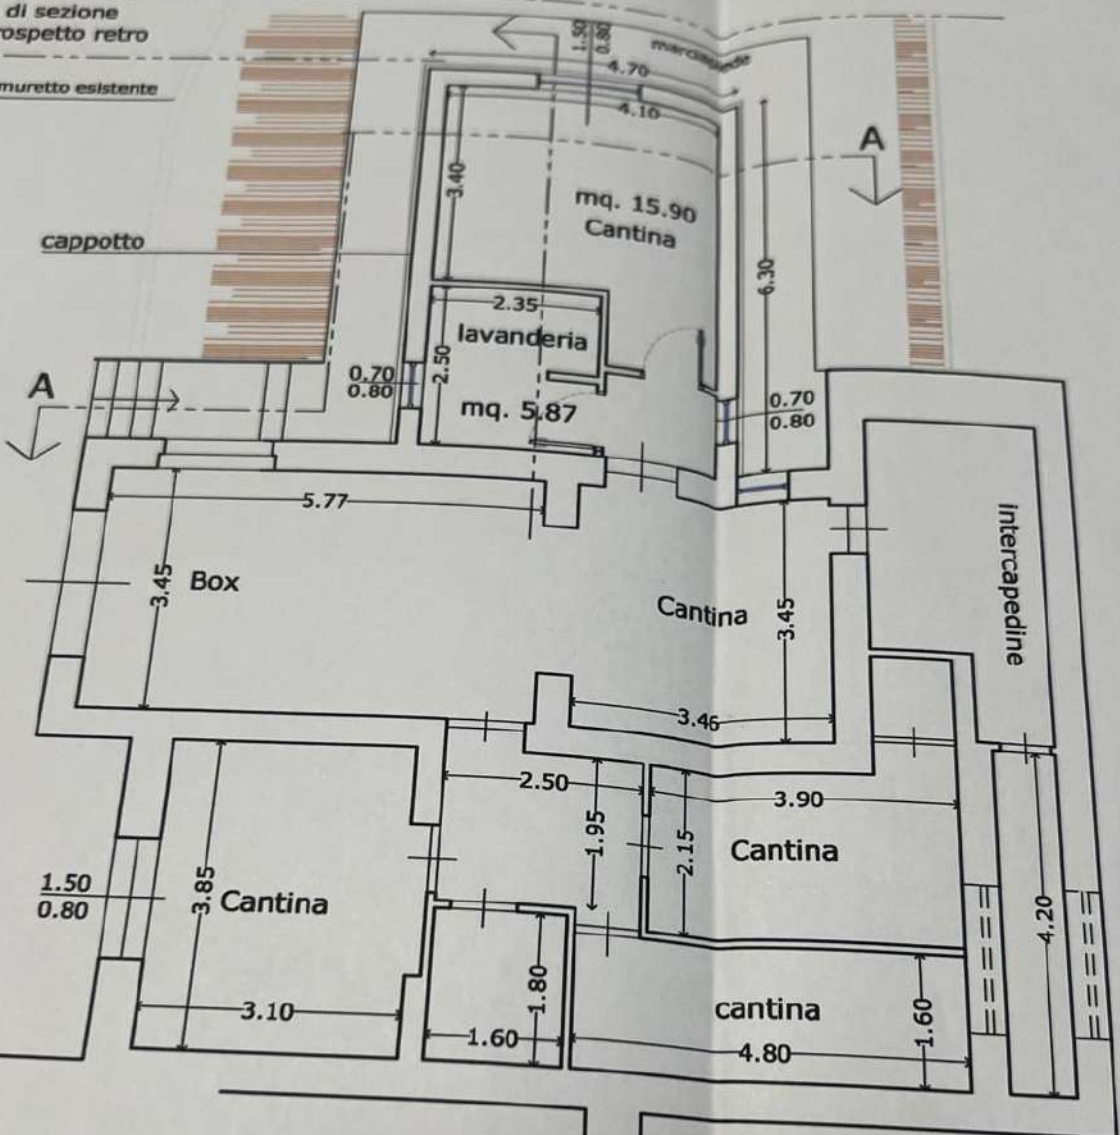 di sezione
rospetto retro
muretto esistente
cappotto
1.50
0.80
marciapiede
4.70
4.10
A
3.40
mq. 15.90
Cantina
6.30
2.35
lavanderia
2.50
0.70
0.80
mq. 5.87
0.70
0.80
A
5.77
3.45
Box
Cantina
3.45
intercapedine
3.46
2.50
3.90
1.95
2.15
Cantina
1.50
0.80
3.85
Cantina
4.20
3.10
1.80
1.60
cantina
4.80
1.60